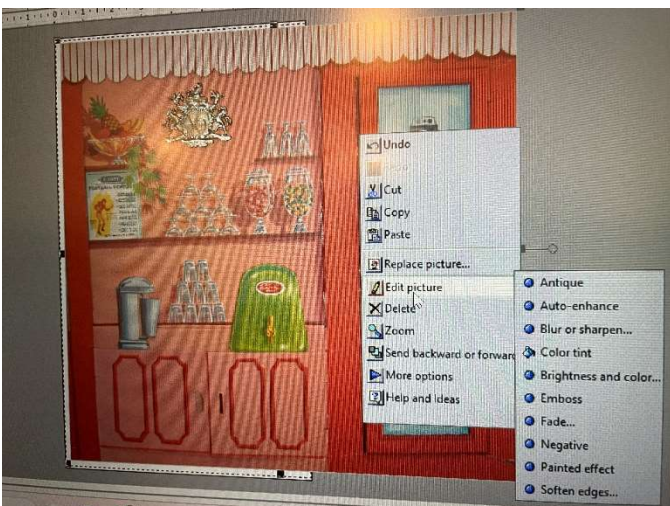 Undo
Cut
Copy
Paste
Replace picture...
Edit picture
Delete
Zoom
Send backward or forward
More options
Help and Ideas
Antique
Auto-enhance
Blur or sharpen...
Color tint
Brightness and color...
Emboss
Fade...
Negative
Painted effect
Soften edges...